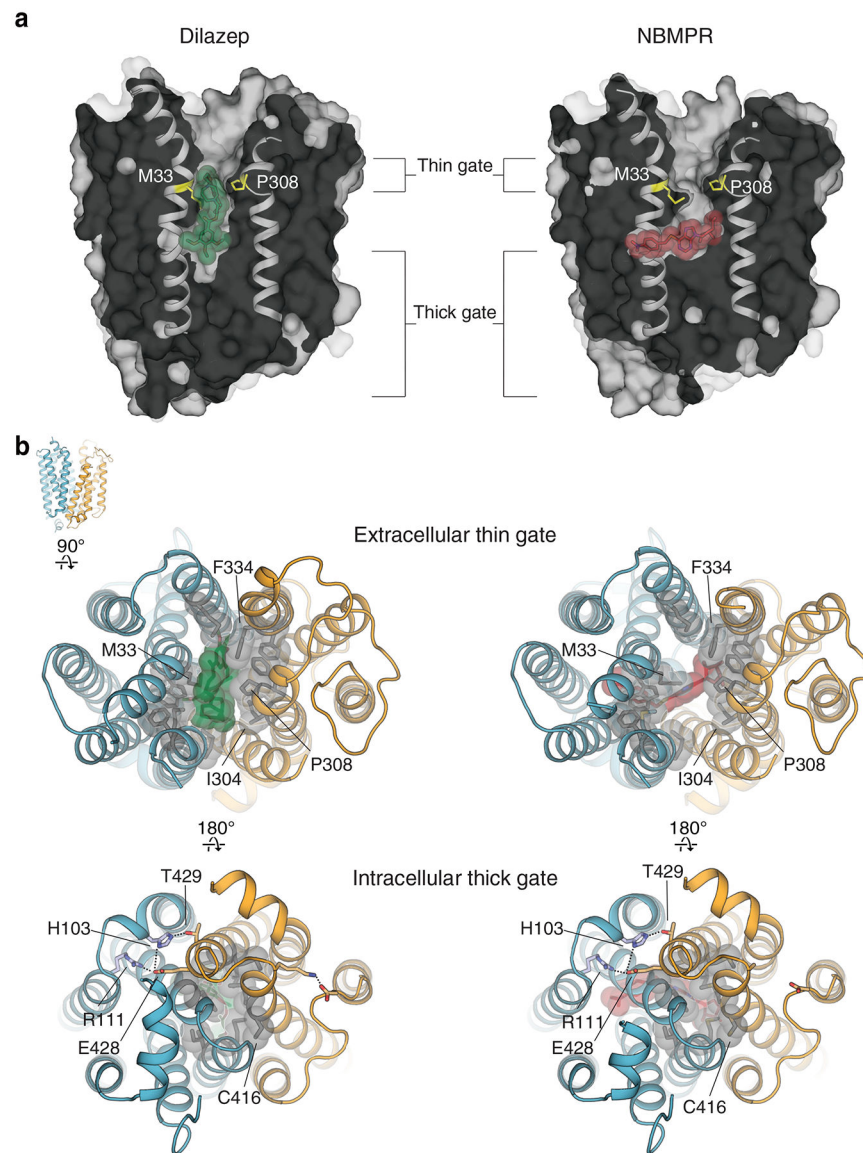 a
Dilazep
NBMPR
M33
P308
Thin gate
M33
P308
Thick gate
b
90°
Extracellular thin gate
F334
M33
I304
P308
F334
M33
I304
P308
180°
180°
Intracellular thick gate
T429
H103
R111
E428
C416
T429
H103
R111
E428
C416